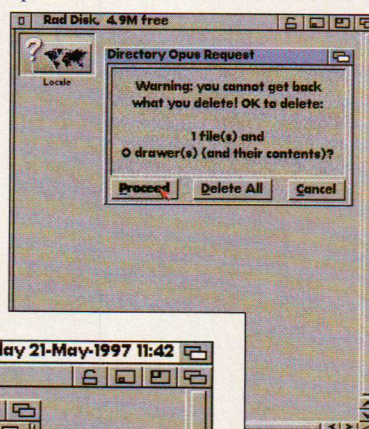 Rad Disk, 4.9M free
Locale
Directory Opus Request
Warning: you cannot get back
what you delete! OK to delete:
1 file(s) and
0 drawer(s) (and their contents)?
Proceed Delete All Cancel
21-May-1997 11:42